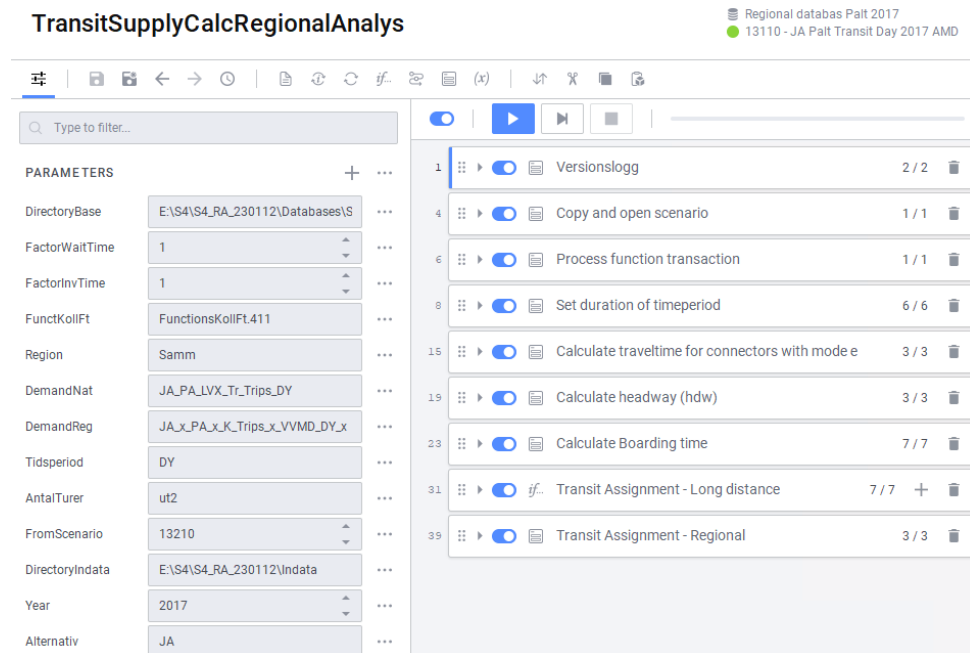 TransitSupplyCalcRegionalAnalys
Regional databas Palt 2017
13110 - JA Palt Transit Day 2017 AMD
if...
(x)
Type to filter...
PARAMETERS
DirectoryBase E:\S4\S4_RA_230112\Databases\S
FactorWaitTime 1
FactorInvTime 1
FunctKollFt FunctionsKollFt.411
Region Samm
DemandNat JA_PA_LVX_Tr_Trips_DY
DemandReg JA_x_PA_x_K_Trips_x_VVMD_DY_x
Tidsperiod DY
AntalTurer ut2
FromScenario 13210
DirectoryIndata E:\S4\S4_RA_230112\Indata
Year 2017
Alternativ JA
1 Versionslogg 2 / 2
4 Copy and open scenario 1 / 1
6 Process function transaction 1 / 1
8 Set duration of timeperiod 6 / 6
15 Calculate traveltime for connectors with mode e 3 / 3
19 Calculate headway (hdw) 3 / 3
23 Calculate Boarding time 7 / 7
31 if... Transit Assignment - Long distance 7 / 7
39 Transit Assignment - Regional 3 / 3